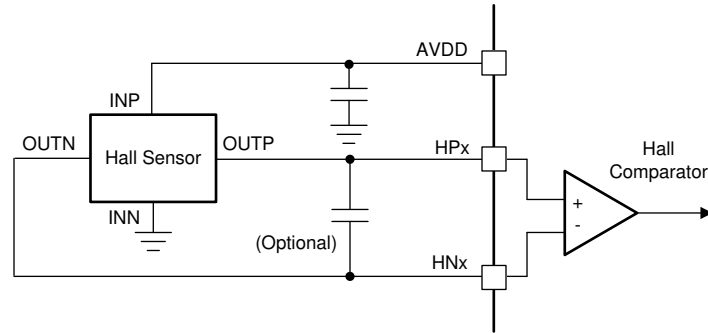 AVDD
INP
OUTN
Hall Sensor
OUTP
HPx
Hall
Comparator
+
-
INN
(Optional)
HNx